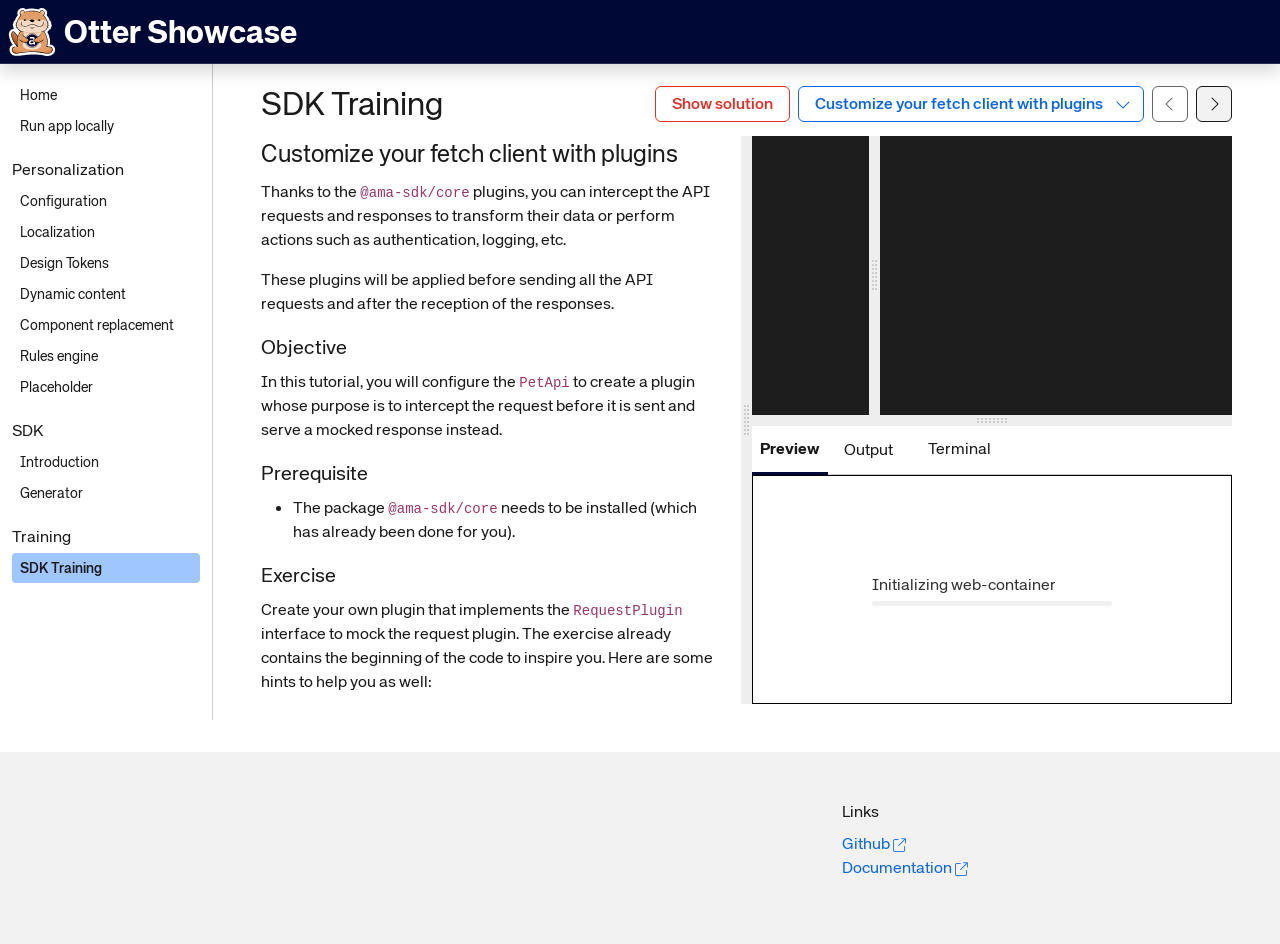 Otter Showcase
Home
Run app locally
Personalization
Configuration
Localization
Design Tokens
Dynamic content
Component replacement
Rules engine
Placeholder
SDK
Introduction
Generator
Training
SDK Training
SDK Training
Show solution
Customize your fetch client with plugins
Customize your fetch client with plugins
Thanks to the @ama-sdk/core plugins, you can intercept the API
requests and responses to transform their data or perform
actions such as authentication, logging, etc.
These plugins will be applied before sending all the API
requests and after the reception of the responses.
Objective
In this tutorial, you will configure the PetApi to create a plugin
whose purpose is to intercept the request before it is sent and
serve a mocked response instead.
Prerequisite
• The package @ama-sdk/core needs to be installed (which
has already been done for you).
Exercise
Create your own plugin that implements the RequestPlugin
interface to mock the request plugin. The exercise already
contains the beginning of the code to inspire you. Here are some
hints to help you as well:
Preview
Output
Terminal
Initializing web-container
Links
Github
Documentation